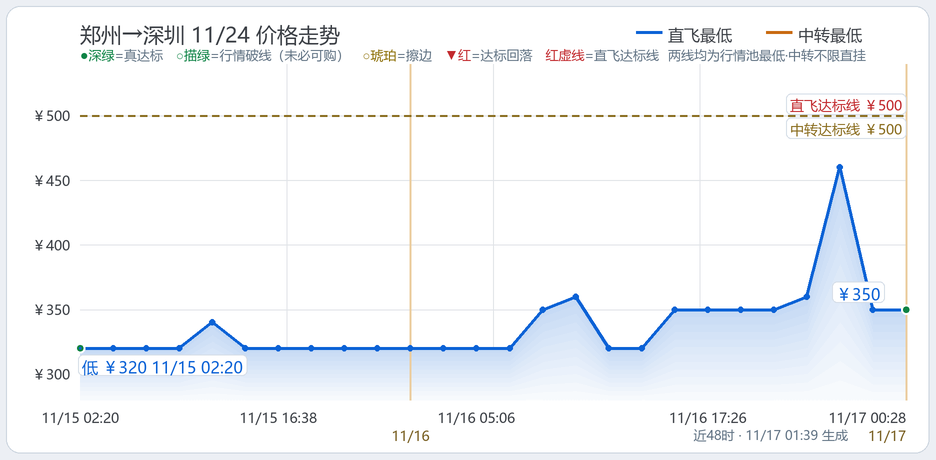 郑州→深圳 11/24 价格走势
直飞最低 中转最低
●深绿=真达标 ○描绿=行情破线（未必可购） ○琥珀=擦边 ▼红=达标回落 红虚线=直飞达标线 两线均为行情池最低·中转不限直挂
¥500
直飞达标线 ¥500
中转达标线 ¥500
¥450
¥400
¥350
¥350
¥300
低 ¥320 11/15 02:20
11/15 02:20 11/15 16:38 11/16 05:06 11/16 17:26 11/17 00:28
11/16 近48时 · 11/17 01:39 生成 11/17